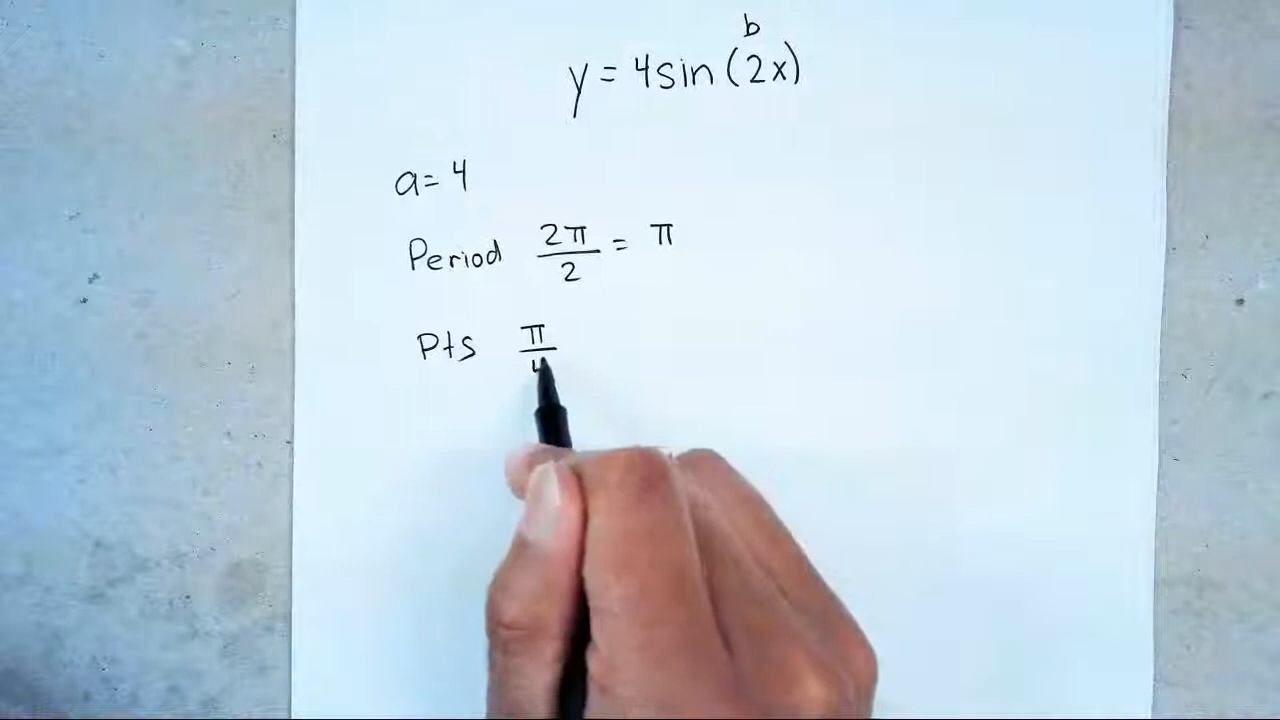 b
y = 4sin(2x)
a = 4
Period 2π/2 = π
Pts π/4